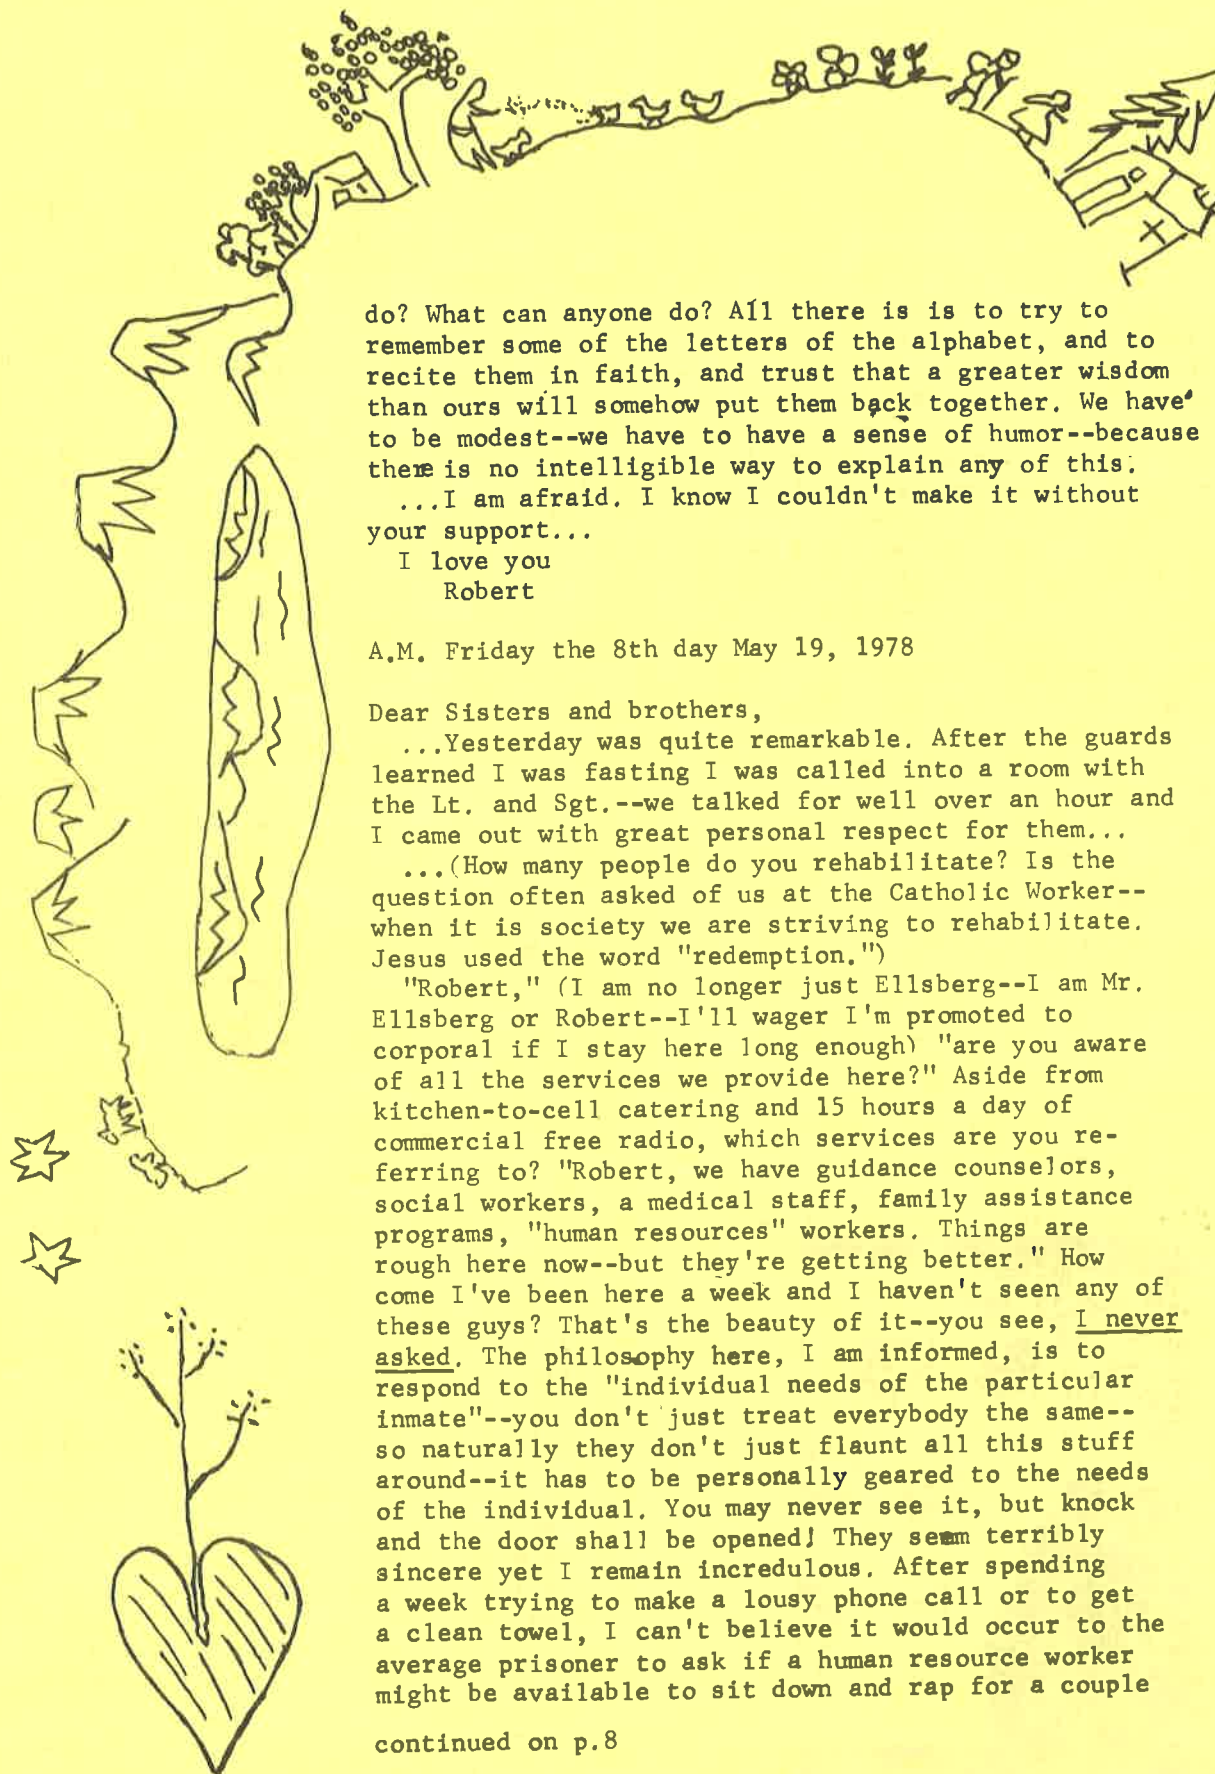 do? What can anyone do? All there is is to try to
remember some of the letters of the alphabet, and to
recite them in faith, and trust that a greater wisdom
than ours will somehow put them back together. We have
to be modest--we have to have a sense of humor--because
there is no intelligible way to explain any of this.
...I am afraid. I know I couldn't make it without
your support...
I love you
Robert
A.M. Friday the 8th day May 19, 1978
Dear Sisters and brothers,
...Yesterday was quite remarkable. After the guards
learned I was fasting I was called into a room with
the Lt. and Sgt.--we talked for well over an hour and
I came out with great personal respect for them...
...(How many people do you rehabilitate? Is the
question often asked of us at the Catholic Worker--
when it is society we are striving to rehabilitate.
Jesus used the word "redemption.")
"Robert," (I am no longer just Ellsberg--I am Mr.
Ellsberg or Robert--I'll wager I'm promoted to
corporal if I stay here long enough) "are you aware
of all the services we provide here?" Aside from
kitchen-to-cell catering and 15 hours a day of
commercial free radio, which services are you re-
ferring to? "Robert, we have guidance counselors,
social workers, a medical staff, family assistance
programs, "human resources" workers. Things are
rough here now--but they're getting better." How
come I've been here a week and I haven't seen any of
these guys? That's the beauty of it--you see, I never
asked. The philosophy here, I am informed, is to
respond to the "individual needs of the particular
inmate"--you don't just treat everybody the same--
so naturally they don't just flaunt all this stuff
around--it has to be personally geared to the needs
of the individual. You may never see it, but knock
and the door shall be opened! They seem terribly
sincere yet I remain incredulous. After spending
a week trying to make a lousy phone call or to get
a clean towel, I can't believe it would occur to the
average prisoner to ask if a human resource worker
might be available to sit down and rap for a couple
continued on p.8